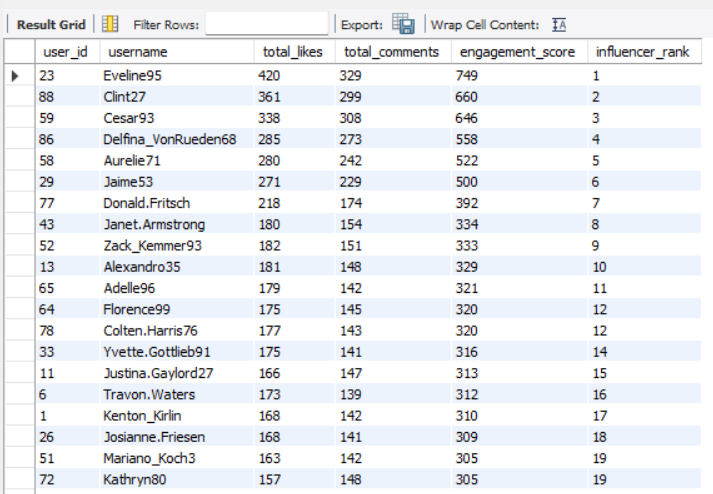 Result Grid Filter Rows: Export: Wrap Cell Content: IA
user_id username total_likes total_comments engagement_score influencer_rank
23 Eveline95 420 329 749 1
88 Clint27 361 299 660 2
59 Cesar93 338 308 646 3
86 Delfina_VonRueden68 285 273 558 4
58 Aurelie71 280 242 522 5
29 Jaime53 271 229 500 6
77 Donald.Fritsch 218 174 392 7
43 Janet.Armstrong 180 154 334 8
52 Zack_Kemmer93 182 151 333 9
13 Alexandro35 181 148 329 10
65 Adelle96 179 142 321 11
64 Florence99 175 145 320 12
78 Colten.Harris76 177 143 320 12
33 Yvette.Gottlieb91 175 141 316 14
11 Justina.Gaylord27 166 147 313 15
6 Travon.Waters 173 139 312 16
1 Kenton_Kirlin 168 142 310 17
26 Josianne.Friesen 168 141 309 18
51 Mariano_Koch3 163 142 305 19
72 Kathryn80 157 148 305 19